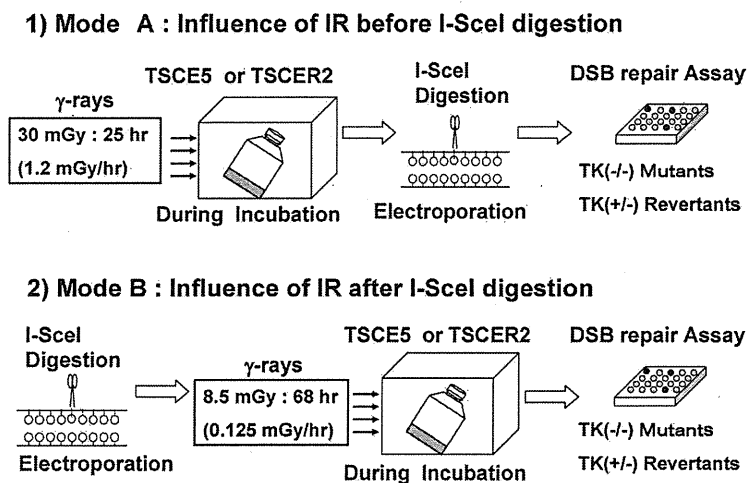 1) Mode A : Influence of IR before I-SceI digestion
TSCE5 or TSCER2
I-SceI
Digestion
DSB repair Assay
γ-rays
30 mGy : 25 hr
(1.2 mGy/hr)
During Incubation
Electroporation
TK(-/-) Mutants
TK(+/-) Revertants
2) Mode B : Influence of IR after I-SceI digestion
I-SceI
Digestion
TSCE5 or TSCER2
DSB repair Assay
γ-rays
8.5 mGy : 68 hr
(0.125 mGy/hr)
Electroporation
During Incubation
TK(-/-) Mutants
TK(+/-) Revertants